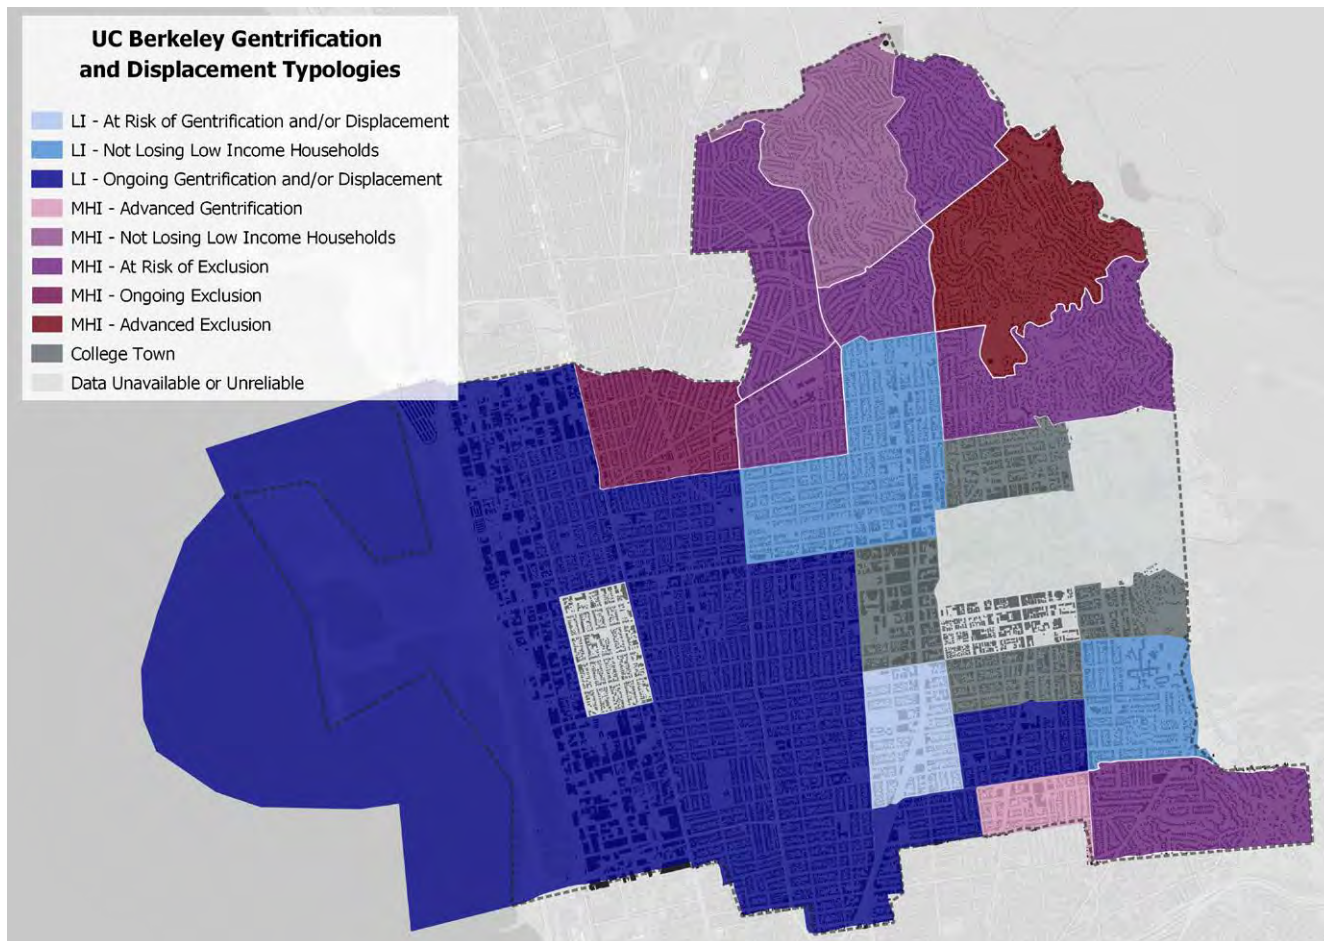 UC Berkeley Gentrification
and Displacement Typologies
LI - At Risk of Gentrification and/or Displacement
LI - Not Losing Low Income Households
LI - Ongoing Gentrification and/or Displacement
MHI - Advanced Gentrification
MHI - Not Losing Low Income Households
MHI - At Risk of Exclusion
MHI - Ongoing Exclusion
MHI - Advanced Exclusion
College Town
Data Unavailable or Unreliable